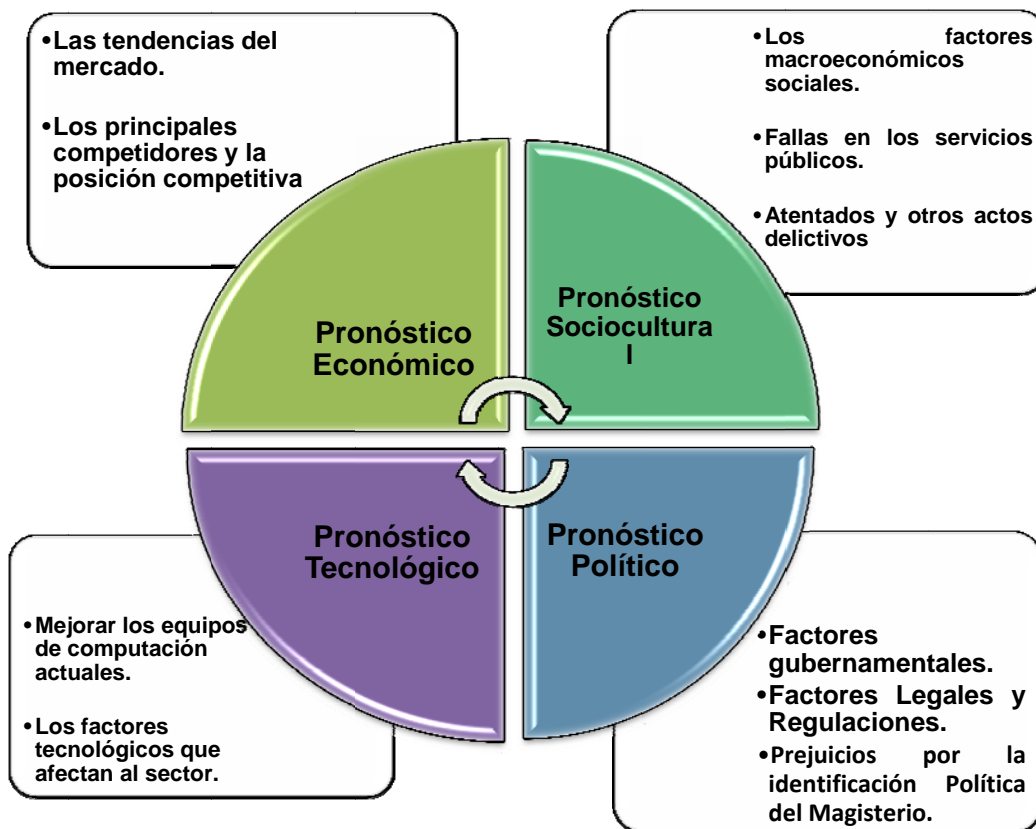 •Las tendencias del
mercado.
•Los principales
competidores y la
posición competitiva
•Los factores
macroeconómicos
sociales.
•Fallas en los servicios
públicos.
•Atentados y otros actos
delictivos
Pronóstico
Económico
Pronóstico
Sociocultura
l
Pronóstico
Tecnológico
Pronóstico
Político
•Mejorar los equipos
de computación
actuales.
•Los factores
tecnológicos que
afectan al sector.
•Factores
gubernamentales.
•Factores Legales y
Regulaciones.
•Prejuicios por la
identificación Política
del Magisterio.